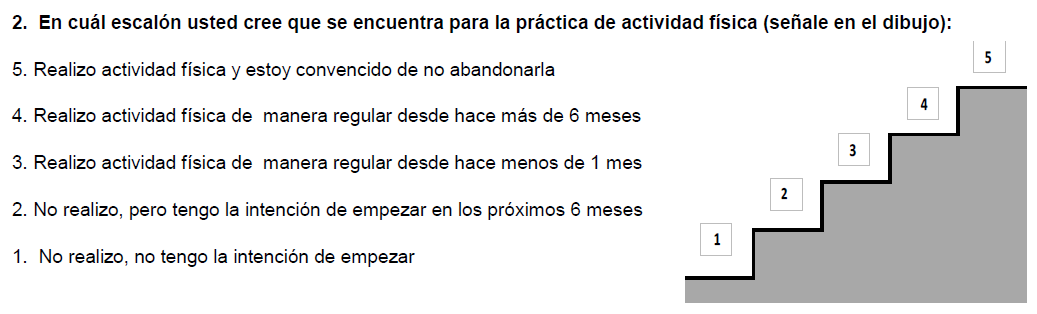 2. En cuál escalón usted cree que se encuentra para la práctica de actividad física (señale en el dibujo):
5. Realizo actividad física y estoy convencido de no abandonarla
4. Realizo actividad física de manera regular desde hace más de 6 meses
3. Realizo actividad física de manera regular desde hace menos de 1 mes
2. No realizo, pero tengo la intención de empezar en los próximos 6 meses
1. No realizo, no tengo la intención de empezar
5
4
3
2
1